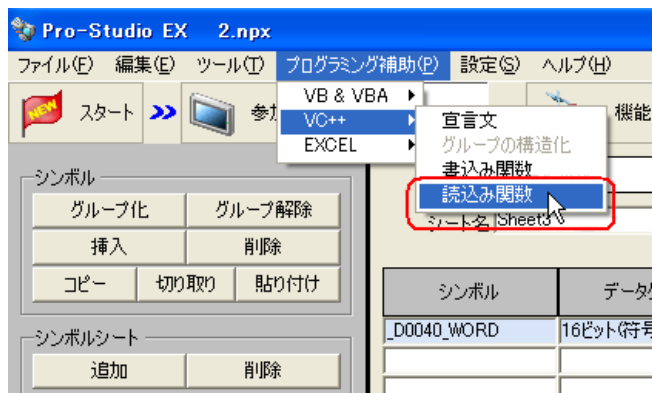 Pro-Studio EX 2.npx
ファイル(F) 編集(E) ツール(T) プログラミング補助(P) 設定(S) ヘルプ(H)
NEW スタート 機能
VB & VBA
VC++
EXCEL
宣言文
グループの構造化
書込み関数
読込み関数
シンボル
グループ化 グループ解除
挿入 削除
コピー 切り取り 貼り付け
シート名 Sheet3
シンボル
_D0040_WORD 16ビット(符号
シンボルシート
追加 削除